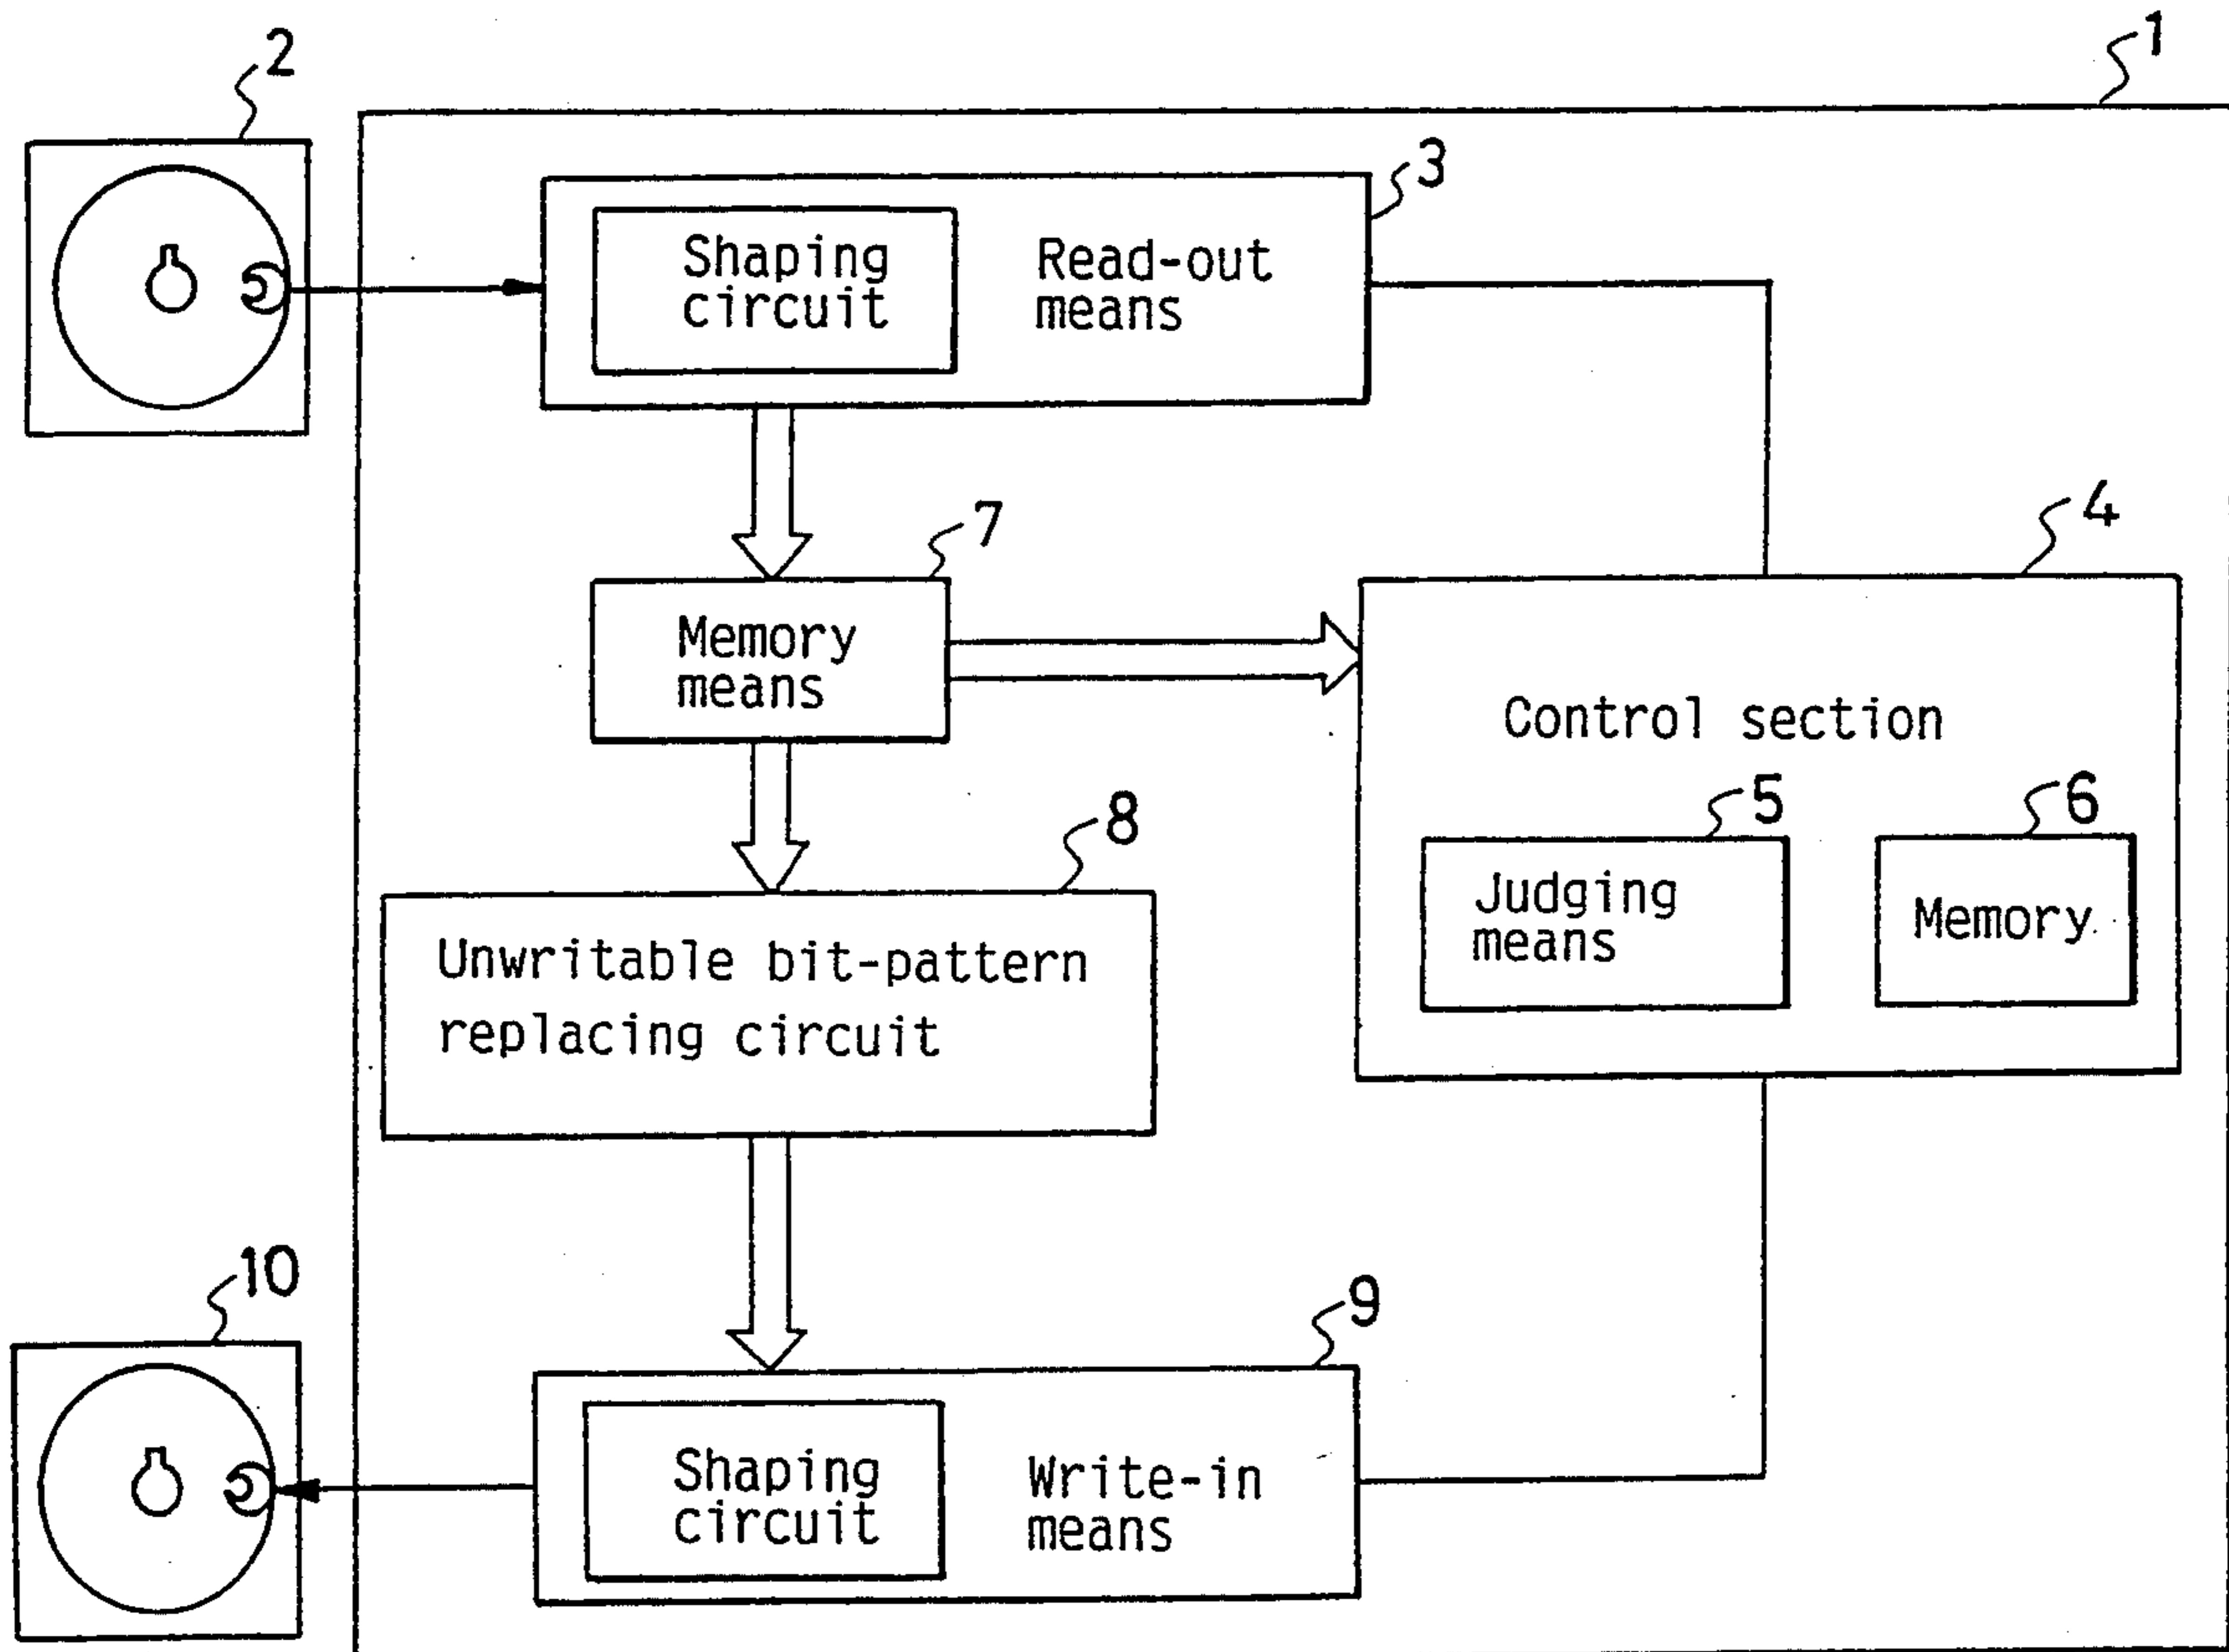 1
2
3
Shaping
circuit
Read-out
means
4
7
Memory
means
Control section
5
6
Judging
means
Memory
8
Unwritable bit-pattern
replacing circuit
10
9
Shaping
circuit
Write-in
means